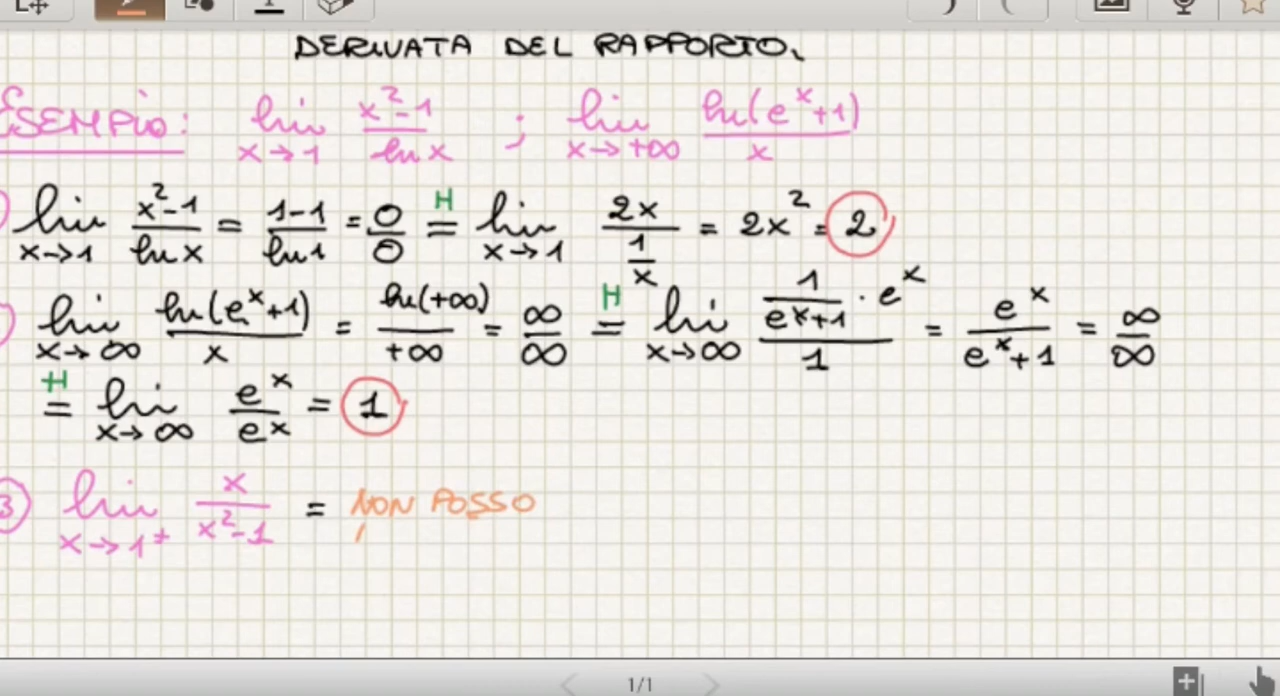 DERIVATA DEL RAPPORTO.
ESEMPIO: lim x→1 x²-1/ln x ; lim x→+∞ ln(eˣ+1)/x
lim x→1 x²-1/ln x = 1-1/ln 1 = 0/0 =ᴴ lim x→1 2x/(1/x) = 2x² = 2
lim x→∞ ln(eˣ+1)/x = ln(+∞)/+∞ = ∞/∞ =ᴴ lim x→∞ (1/(eˣ+1) · eˣ)/1 = eˣ/(eˣ+1) = ∞/∞
=ᴴ lim x→∞ eˣ/eˣ = 1
3 lim x→1⁺ x/(x²-1) = NON POSSO
1/1